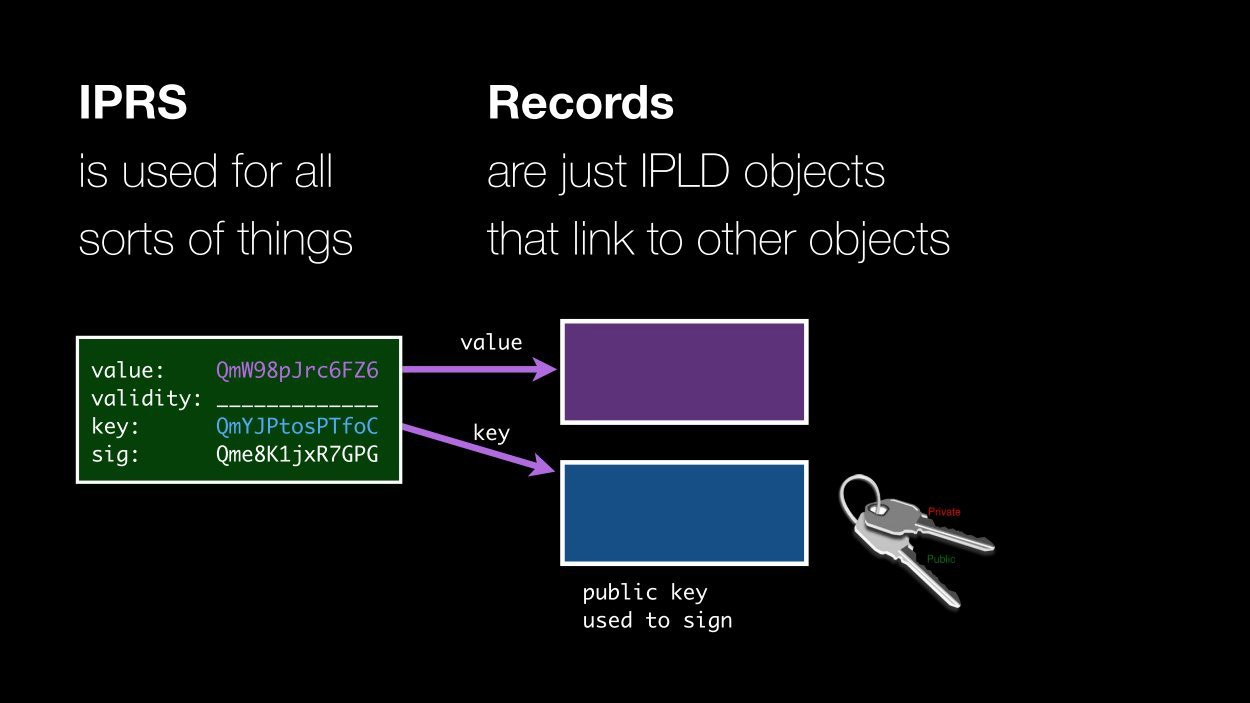 IPRS
is used for all
sorts of things
Records
are just IPLD objects
that link to other objects
value: QmW98pJrc6FZ6
validity: _____________
key: QmYJPtosPTfoC
sig: Qme8K1jxR7GPG
value
key
public key
used to sign
Private
Public